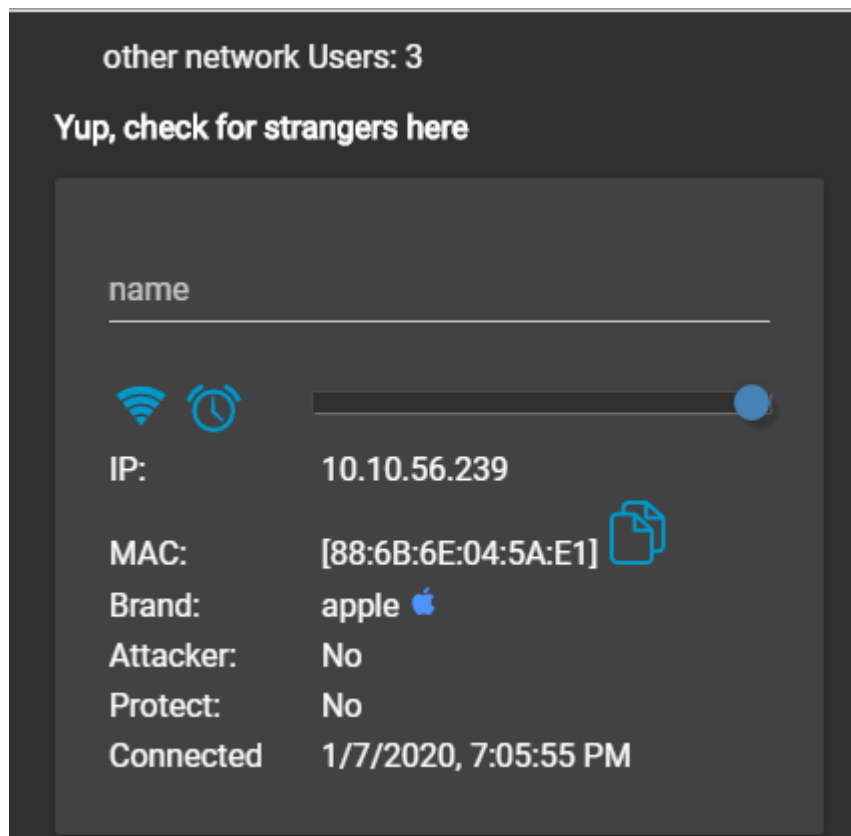 other network Users: 3
Yup, check for strangers here
name
IP: 10.10.56.239
MAC: [88:6B:6E:04:5A:E1]
Brand: apple
Attacker: No
Protect: No
Connected 1/7/2020, 7:05:55 PM